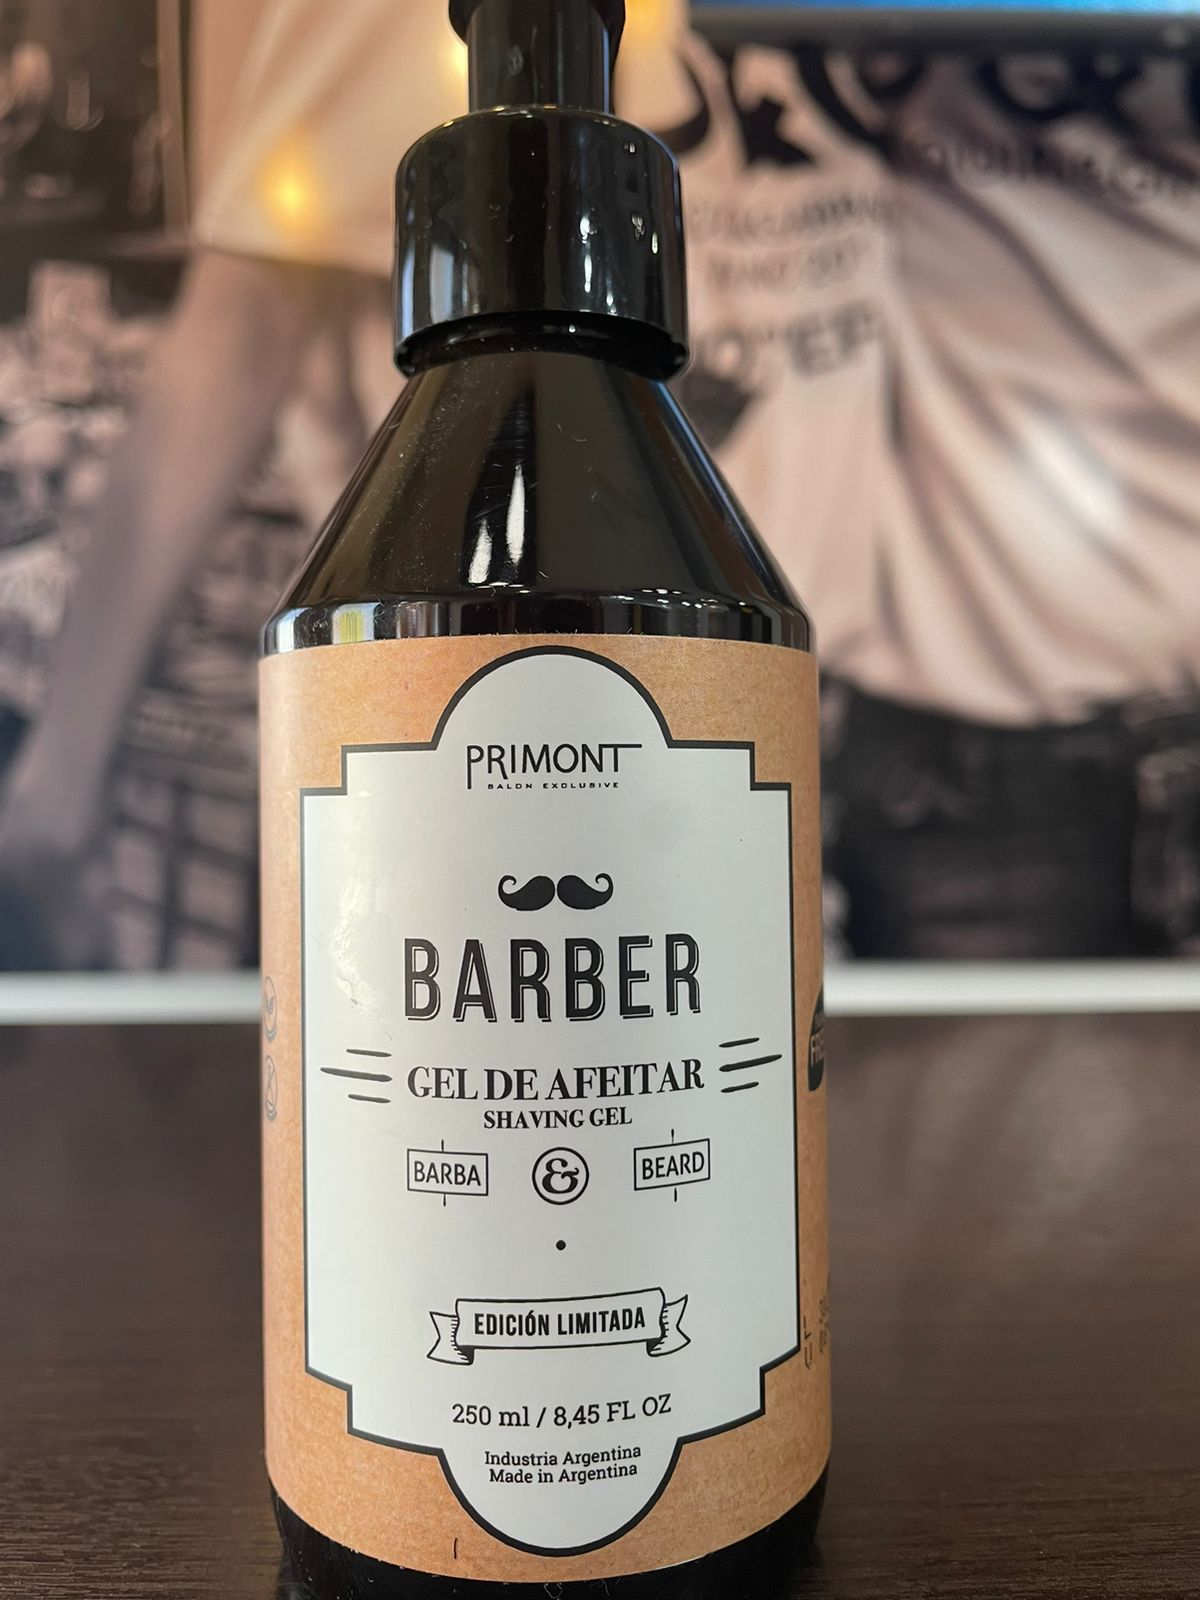 PRIMONT
SALON EXCLUSIVE
BARBER
GEL DE AFEITAR
SHAVING GEL
BARBA & BEARD
EDICIÓN LIMITADA
250 ml / 8,45 FL OZ
Industria Argentina
Made in Argentina